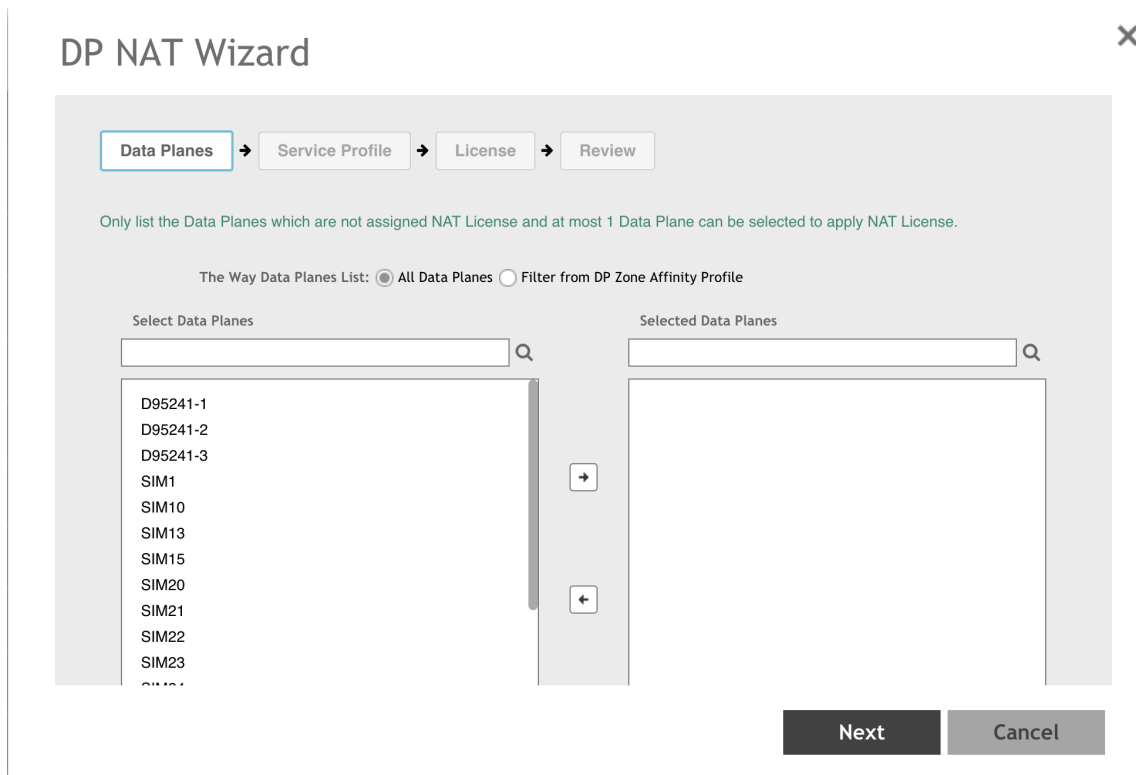 DP NAT Wizard
Data Planes Service Profile License Review
Only list the Data Planes which are not assigned NAT License and at most 1 Data Plane can be selected to apply NAT License.
The Way Data Planes List: All Data Planes Filter from DP Zone Affinity Profile
Select Data Planes
Selected Data Planes
D95241-1
D95241-2
D95241-3
SIM1
SIM10
SIM13
SIM15
SIM20
SIM21
SIM22
SIM23
Next Cancel